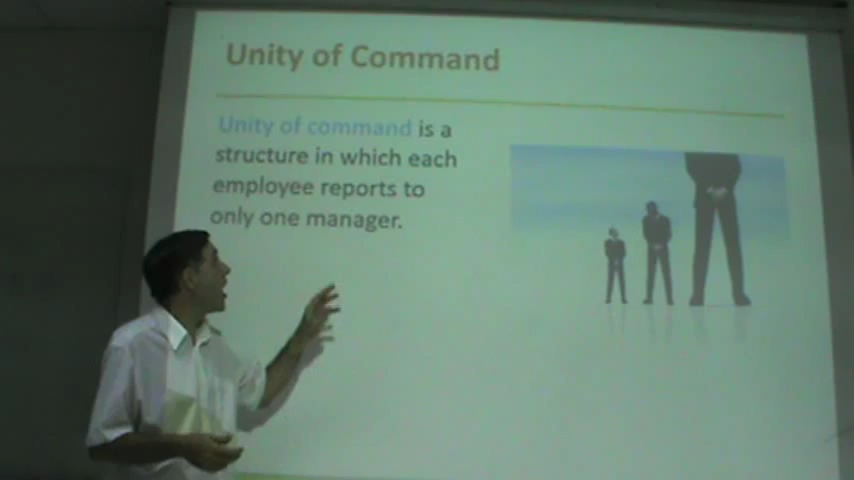 Unity of Command
Unity of command is a
structure in which each
employee reports to
only one manager.